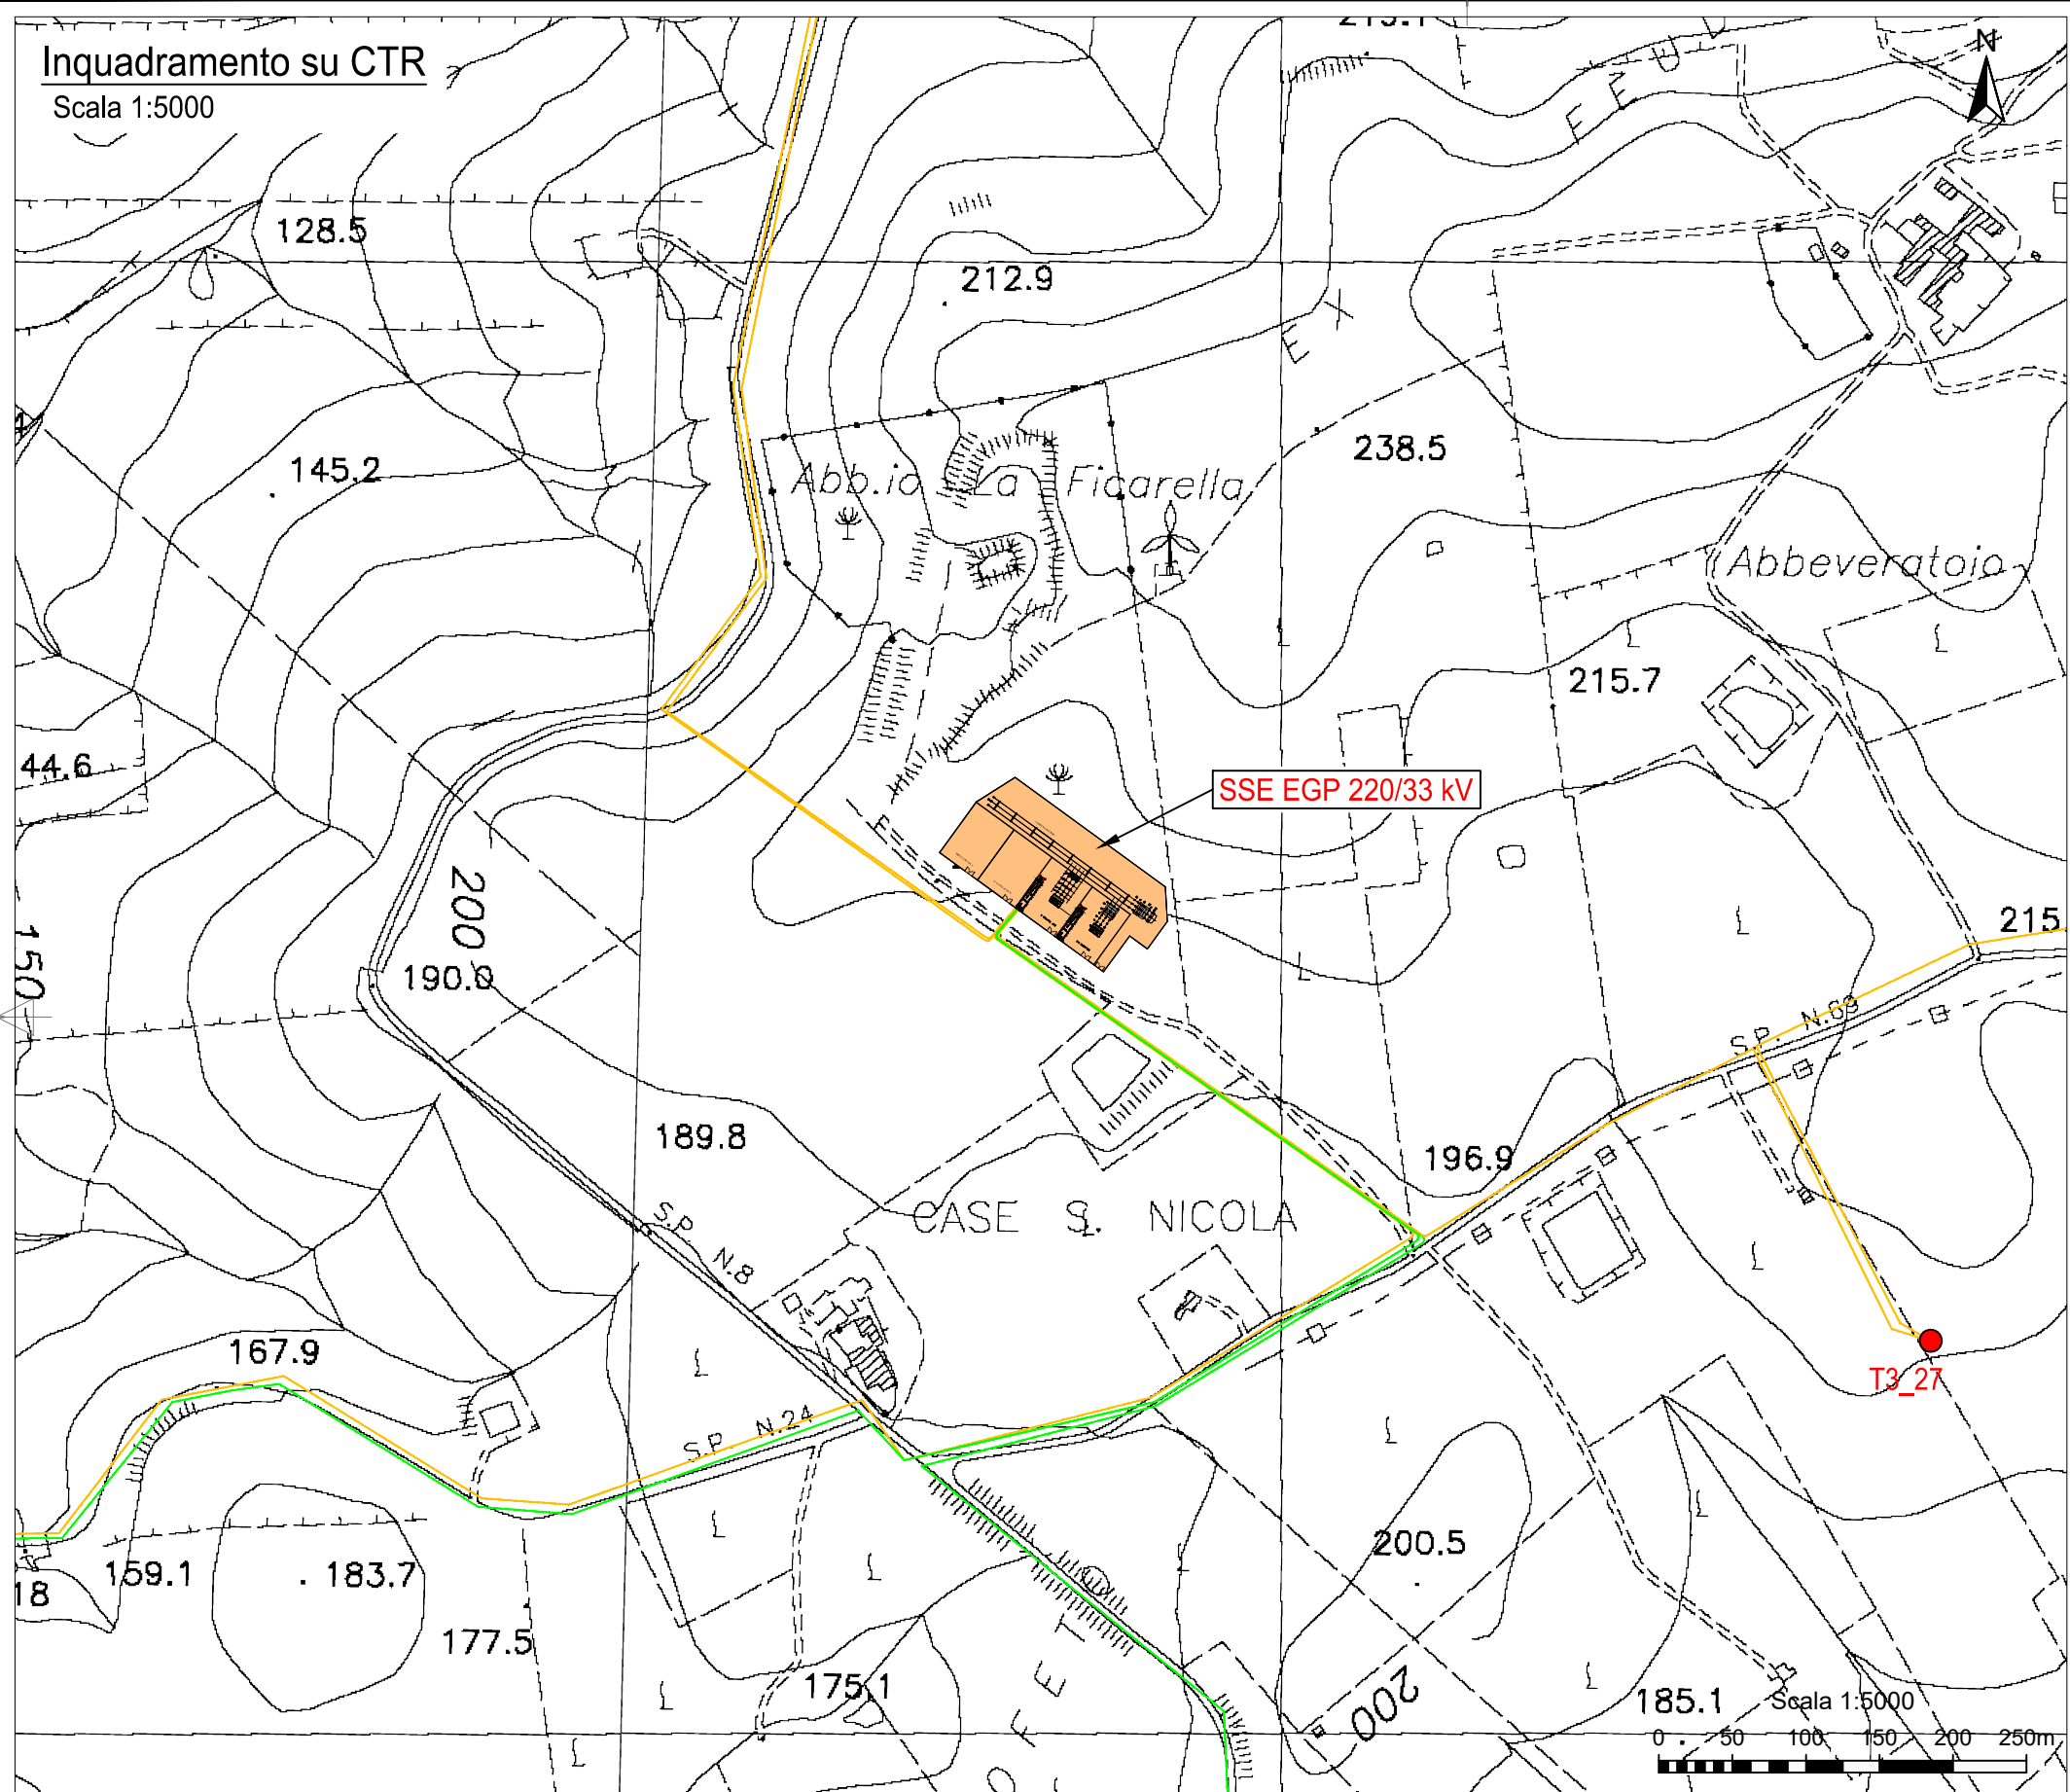 Inquadramento su CTR
Scala 1:5000
N
128.5
212.9
E X
F E U
238.5
145.2
Abb.io La Ficarella
Abbeveratoio
215.7
44.6
SSE EGP 220/33 kV
200
215
150
190.0
S.P. N.63
189.8
196.9
CASE S. NICOLA
S.P. N.8
167.9
T3_27
S.P. N.24
200.5
159.1
183.7
18
177.5
175.1
F E T
200
185.1
Scala 1:5000
0 50 100 150 200 250m